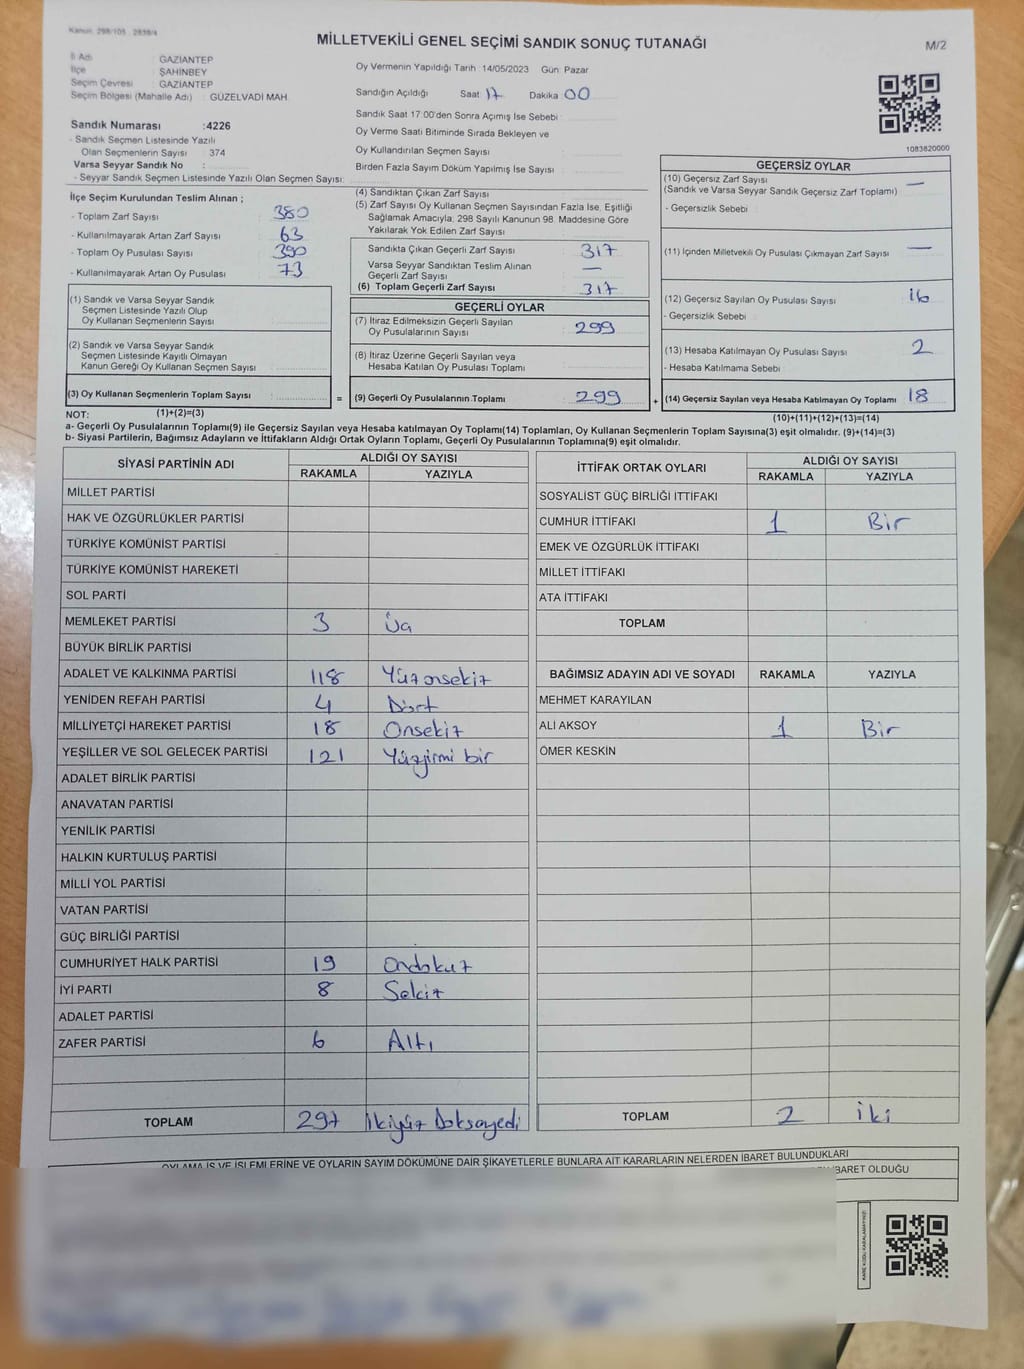 Kanun: 298/105 , 2839/4
MİLLETVEKİLİ GENEL SEÇİMİ SANDIK SONUÇ TUTANAĞI
M/2
İl Adı GAZİANTEP
İlçe ŞAHİNBEY
Seçim Çevresi : GAZİANTEP
Seçim Bölgesi (Mahalle Adı) : GÜZELVADİ MAH.
Oy Vermenin Yapıldığı Tarih 14/05/2023 Gün: Pazar
Sandığın Açıldığı Saat 17 Dakika 00
Sandık Saat 17:00'den Sonra Açımış İse Sebebi
Oy Verme Saati Bitiminde Sırada Bekleyen ve
Oy Kullandırılan Seçmen Sayısı
Birden Fazla Sayım Döküm Yapılmış İse Sayısı
Sandık Numarası :4226
- Sandık Seçmen Listesinde Yazılı
Olan Seçmenlerin Sayısı : 374
Varsa Seyyar Sandık No :
- Seyyar Sandık Seçmen Listesinde Yazılı Olan Seçmen Sayısı:
1083820000
İlçe Seçim Kurulundan Teslim Alınan ;
- Toplam Zarf Sayısı 380
- Kullanılmayarak Artan Zarf Sayısı 63
- Toplam Oy Pusulası Sayısı 390
- Kullanılmayarak Artan Oy Pusulası 73
(1) Sandık ve Varsa Seyyar Sandık
Seçmen Listesinde Yazılı Olup
Oy Kullanan Seçmenlerin Sayısı
(2) Sandık ve Varsa Seyyar Sandık
Seçmen Listesinde Kayıtlı Olmayan
Kanun Gereği Oy Kullanan Seçmen Sayısı
(3) Oy Kullanan Seçmenlerin Toplam Sayısı
=
(4) Sandıktan Çıkan Zarf Sayısı
(5) Zarf Sayısı Oy Kullanan Seçmen Sayısından Fazla İse, Eşitliği
Sağlamak Amacıyla, 298 Sayılı Kanunun 98. Maddesine Göre
Yakılarak Yok Edilen Zarf Sayısı
Sandıkta Çıkan Geçerli Zarf Sayısı 317
Varsa Seyyar Sandıktan Teslim Alınan
Geçerli Zarf Sayısı —
(6) Toplam Geçerli Zarf Sayısı 317
GEÇERLİ OYLAR
(7) İtiraz Edilmeksizin Geçerli Sayılan
Oy Pusulalarının Sayısı 299
(8) İtiraz Üzerine Geçerli Sayılan veya
Hesaba Katılan Oy Pusulası Toplamı
(9) Geçerli Oy Pusulalarının Toplamı 299
+
GEÇERSİZ OYLAR
(10) Geçersiz Zarf Sayısı —
(Sandık ve Varsa Seyyar Sandık Geçersiz Zarf Toplamı)
- Geçersizlik Sebebi
(11) İçinden Milletvekili Oy Pusulası Çıkmayan Zarf Sayısı —
(12) Geçersiz Sayılan Oy Pusulası Sayısı 16
- Geçersizlik Sebebi
(13) Hesaba Katılmayan Oy Pusulası Sayısı 2
- Hesaba Katılmama Sebebi
(14) Geçersiz Sayılan veya Hesaba Katılmayan Oy Toplamı 18
NOT: (1)+(2)=(3)
(10)+(11)+(12)+(13)=(14)
a- Geçerli Oy Pusulalarının Toplamı(9) ile Geçersiz Sayılan veya Hesaba katılmayan Oy Toplamı(14) Toplamları, Oy Kullanan Seçmenlerin Toplam Sayısına(3) eşit olmalıdır. (9)+(14)=(3)
b- Siyasi Partilerin, Bağımsız Adayların ve İttifakların Aldığı Ortak Oyların Toplamı, Geçerli Oy Pusulalarının Toplamına(9) eşit olmalıdır.
SİYASİ PARTİNİN ADI ALDIĞI OY SAYISI
RAKAMLA YAZIYLA
MİLLET PARTİSİ
HAK VE ÖZGÜRLÜKLER PARTİSİ
TÜRKİYE KOMÜNİST PARTİSİ
TÜRKİYE KOMÜNİST HAREKETİ
SOL PARTİ
MEMLEKET PARTİSİ 3 Üç
BÜYÜK BİRLİK PARTİSİ
ADALET VE KALKINMA PARTİSİ 118 Yüzonsekiz
YENİDEN REFAH PARTİSİ 4 Dört
MİLLİYETÇİ HAREKET PARTİSİ 18 Onsekiz
YEŞİLLER VE SOL GELECEK PARTİSİ 121 Yüzyirmi bir
ADALET BİRLİK PARTİSİ
ANAVATAN PARTİSİ
YENİLİK PARTİSİ
HALKIN KURTULUŞ PARTİSİ
MİLLİ YOL PARTİSİ
VATAN PARTİSİ
GÜÇ BİRLİĞİ PARTİSİ
CUMHURİYET HALK PARTİSİ 19 Ondokuz
İYİ PARTİ 8 Sekiz
ADALET PARTİSİ
ZAFER PARTİSİ 6 Altı
TOPLAM 297 İkiyüz Doksanyedi
İTTİFAK ORTAK OYLARI ALDIĞI OY SAYISI
RAKAMLA YAZIYLA
SOSYALİST GÜÇ BİRLİĞİ İTTİFAKI
CUMHUR İTTİFAKI 1 Bir
EMEK VE ÖZGÜRLÜK İTTİFAKI
MİLLET İTTİFAKI
ATA İTTİFAKI
TOPLAM
BAĞIMSIZ ADAYIN ADI VE SOYADI RAKAMLA YAZIYLA
MEHMET KARAYILAN
ALİ AKSOY 1 Bir
ÖMER KESKİN
TOPLAM 2 iki
OYLAMA İŞ VE İŞLEMLERİNE VE OYLARIN SAYIM DÖKÜMÜNE DAİR ŞİKAYETLERLE BUNLARA AİT KARARLARIN NELERDEN İBARET BULUNDUKLARI
İBARET OLDUĞU
KARE KODU KARALAMAYINIZ!